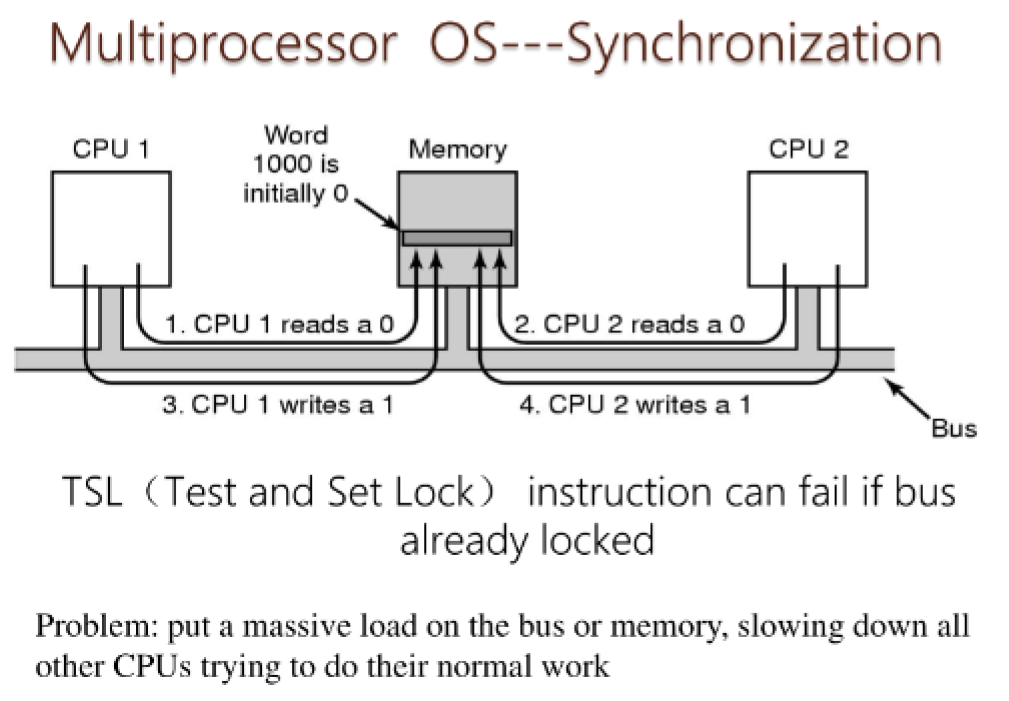 Multiprocessor OS---Synchronization
CPU 1
Word
1000 is
initially 0
Memory
CPU 2
1. CPU 1 reads a 0
2. CPU 2 reads a 0
3. CPU 1 writes a 1
4. CPU 2 writes a 1
Bus
TSL（Test and Set Lock） instruction can fail if bus
already locked
Problem: put a massive load on the bus or memory, slowing down all
other CPUs trying to do their normal work